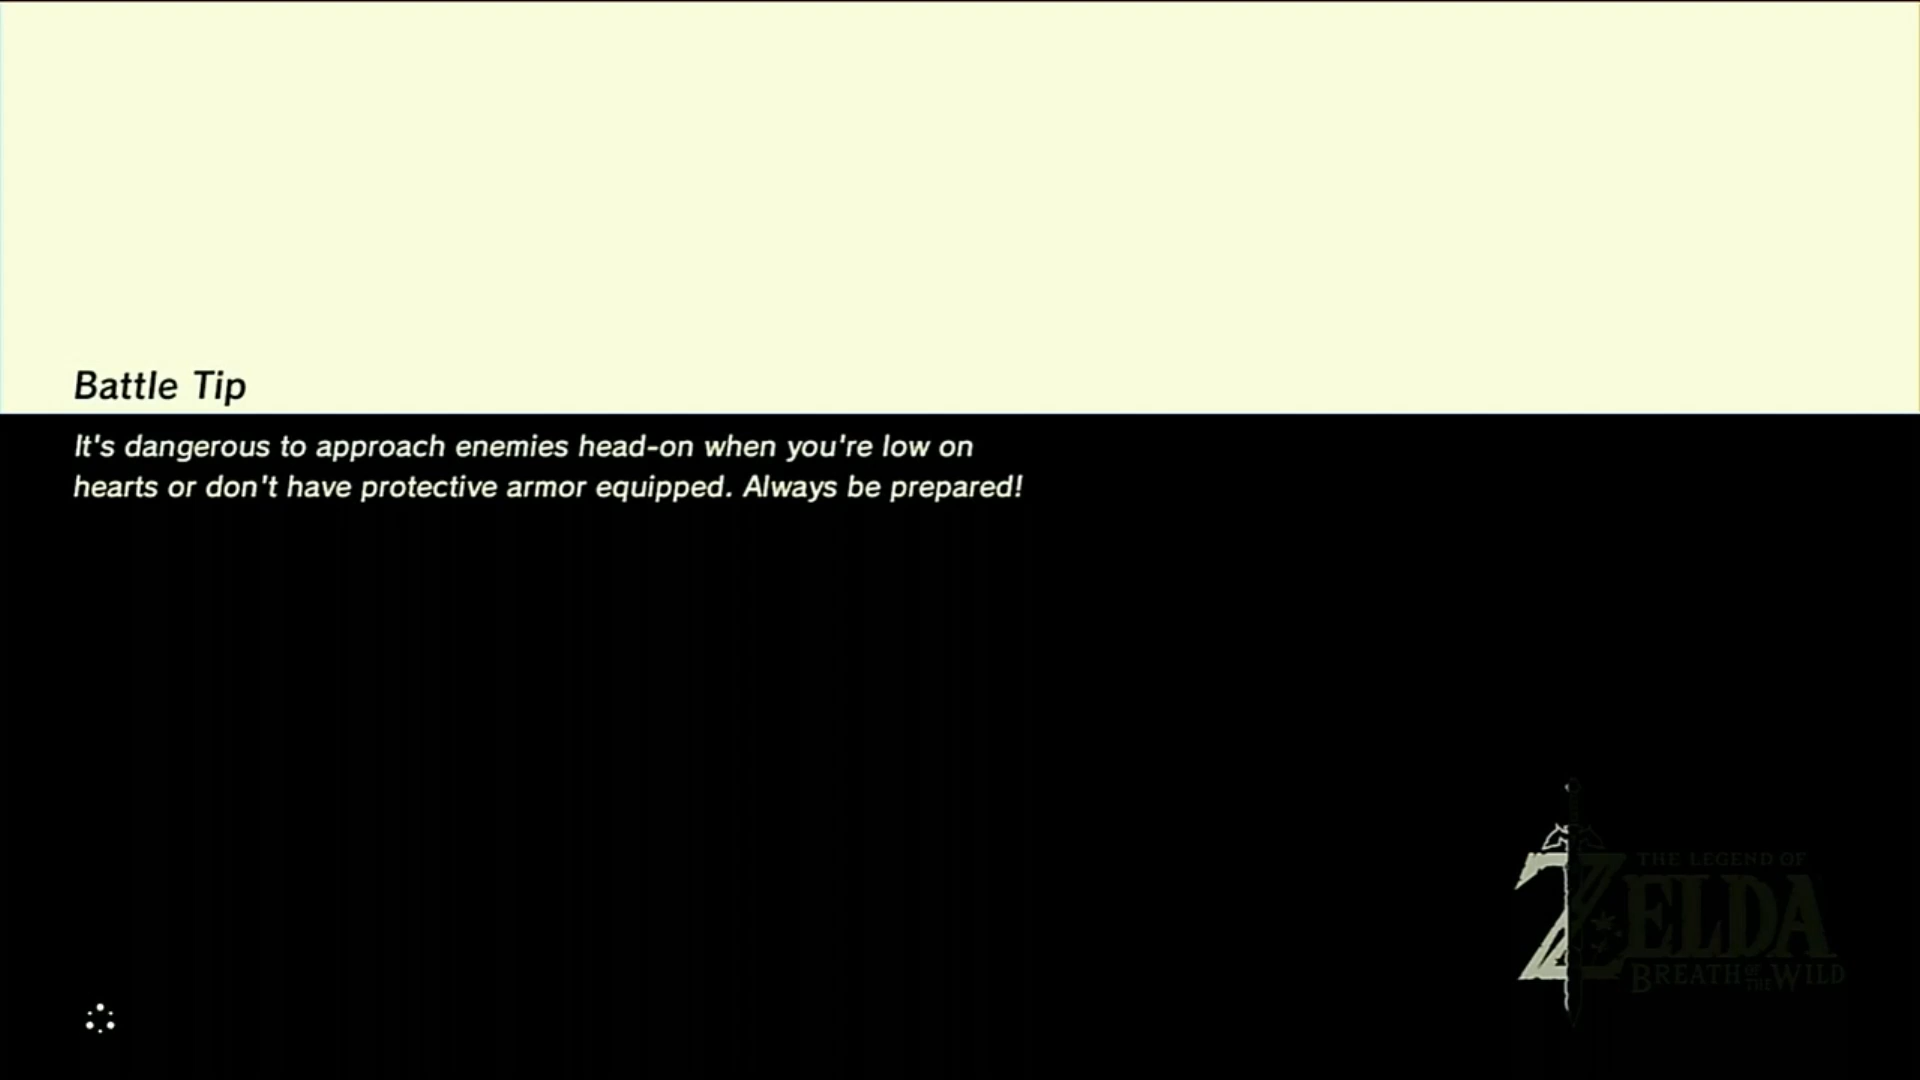 Battle Tip
It's dangerous to approach enemies head-on when you're low on
hearts or don't have protective armor equipped. Always be prepared!
THE LEGEND OF
ZELDA
BREATH OF THE WILD